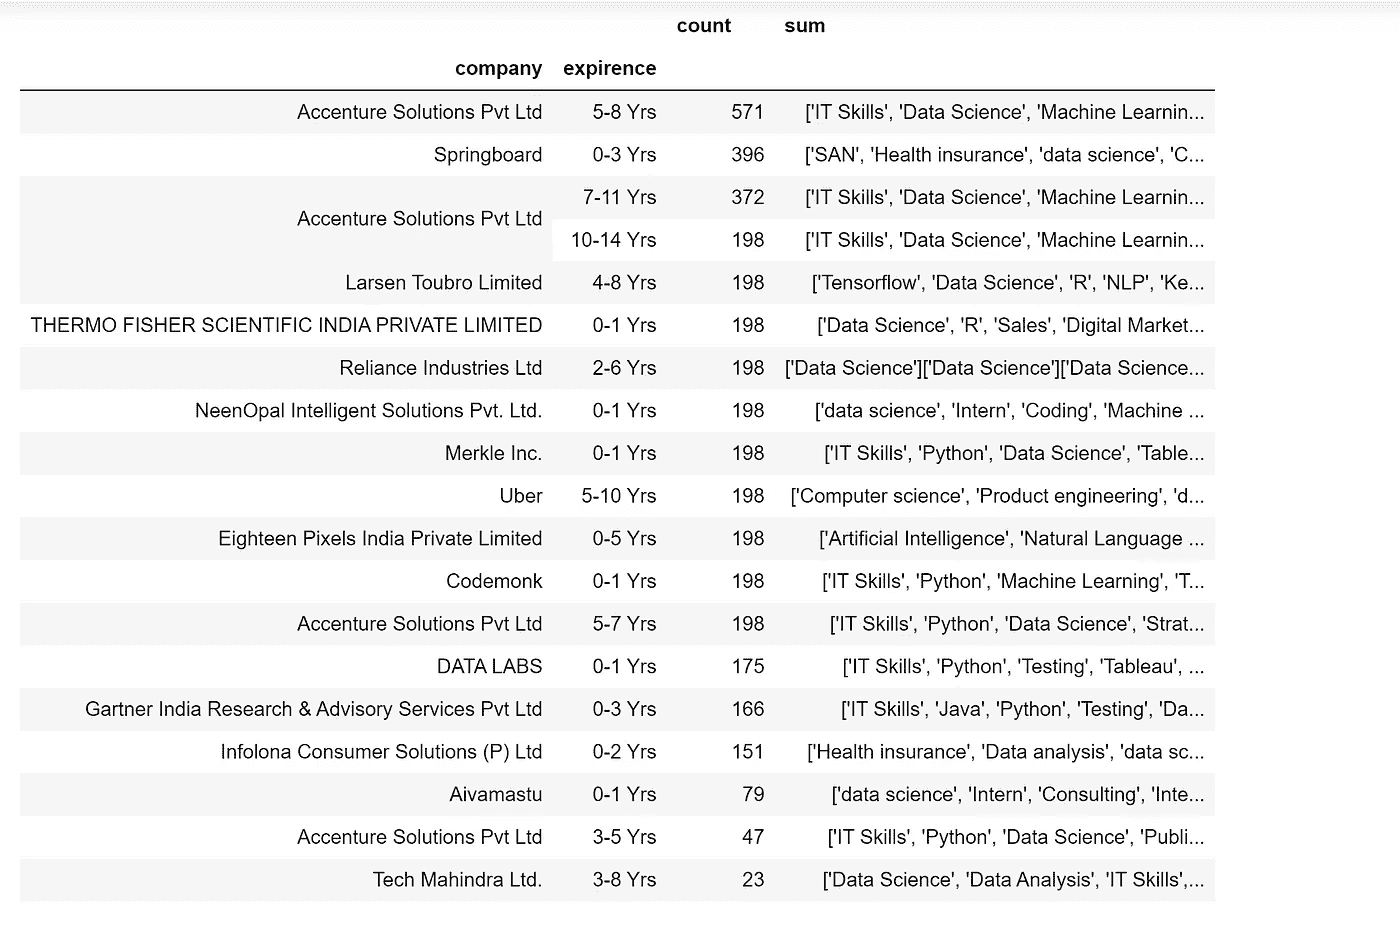 count sum
company expirence
Accenture Solutions Pvt Ltd 5-8 Yrs 571 ['IT Skills', 'Data Science', 'Machine Learnin...
Springboard 0-3 Yrs 396 ['SAN', 'Health insurance', 'data science', 'C...
7-11 Yrs 372 ['IT Skills', 'Data Science', 'Machine Learnin...
Accenture Solutions Pvt Ltd
10-14 Yrs 198 ['IT Skills', 'Data Science', 'Machine Learnin...
Larsen Toubro Limited 4-8 Yrs 198 ['Tensorflow', 'Data Science', 'R', 'NLP', 'Ke...
THERMO FISHER SCIENTIFIC INDIA PRIVATE LIMITED 0-1 Yrs 198 ['Data Science', 'R', 'Sales', 'Digital Market...
Reliance Industries Ltd 2-6 Yrs 198 ['Data Science']['Data Science']['Data Science...
NeenOpal Intelligent Solutions Pvt. Ltd. 0-1 Yrs 198 ['data science', 'Intern', 'Coding', 'Machine ...
Merkle Inc. 0-1 Yrs 198 ['IT Skills', 'Python', 'Data Science', 'Table...
Uber 5-10 Yrs 198 ['Computer science', 'Product engineering', 'd...
Eighteen Pixels India Private Limited 0-5 Yrs 198 ['Artificial Intelligence', 'Natural Language ...
Codemonk 0-1 Yrs 198 ['IT Skills', 'Python', 'Machine Learning', 'T...
Accenture Solutions Pvt Ltd 5-7 Yrs 198 ['IT Skills', 'Python', 'Data Science', 'Strat...
DATA LABS 0-1 Yrs 175 ['IT Skills', 'Python', 'Testing', 'Tableau', ...
Gartner India Research & Advisory Services Pvt Ltd 0-3 Yrs 166 ['IT Skills', 'Java', 'Python', 'Testing', 'Da...
Infolona Consumer Solutions (P) Ltd 0-2 Yrs 151 ['Health insurance', 'Data analysis', 'data sc...
Aivamastu 0-1 Yrs 79 ['data science', 'Intern', 'Consulting', 'Inte...
Accenture Solutions Pvt Ltd 3-5 Yrs 47 ['IT Skills', 'Python', 'Data Science', 'Publi...
Tech Mahindra Ltd. 3-8 Yrs 23 ['Data Science', 'Data Analysis', 'IT Skills',...